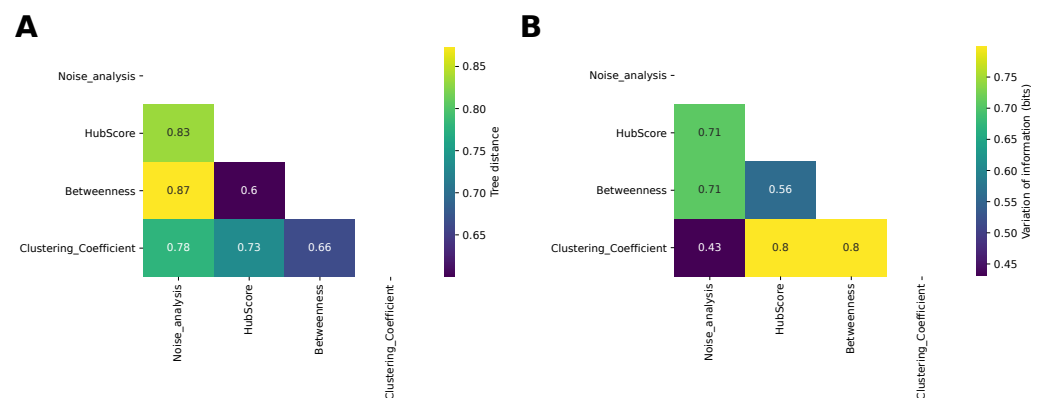 A
Noise_analysis
HubScore
Betweenness
Clustering_Coefficient
0.83
0.87
0.6
0.78
0.73
0.66
Noise_analysis
HubScore
Betweenness
Clustering_Coefficient
0.85
0.80
0.75
0.70
0.65
Tree distance
B
Noise_analysis
HubScore
Betweenness
Clustering_Coefficient
0.71
0.71
0.56
0.43
0.8
0.8
Noise_analysis
HubScore
Betweenness
Clustering_Coefficient
0.75
0.70
0.65
0.60
0.55
0.50
0.45
Variation of information (bits)